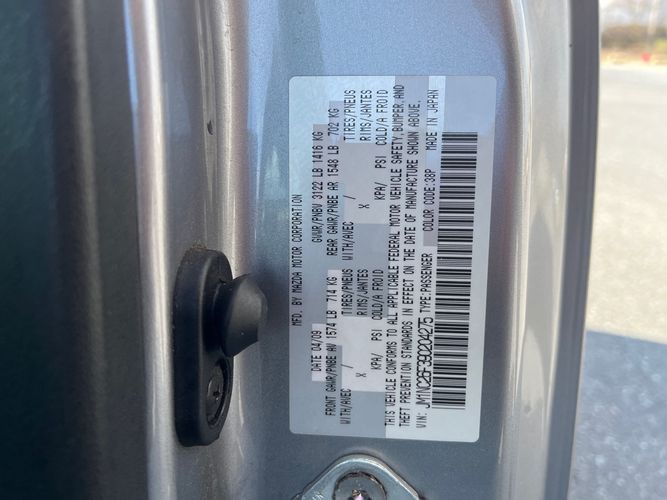 MFD. BY MAZDA MOTOR CORPORATION
DATE 04/09 GVWR/PNBV 3122 LB 1416 KG
FRONT GAWR/PNBE AV 1574 LB 714 KG REAR GAWR/PNBE AR 1548 LB 702 KG
WITH/AVEC / TIRES/PNEUS WITH/AVEC / TIRES/PNEUS
X RIMS/JANTES X RIMS/JANTES
KPA/ PSI COLD/A FROID KPA/ PSI COLD/A FROID
THIS VEHICLE CONFORMS TO ALL APPLICABLE FEDERAL MOTOR VEHICLE SAFETY,BUMPER,AND
THEFT PREVENTION STANDARDS IN EFFECT ON THE DATE OF MANUFACTURE SHOWN ABOVE.
VIN: JM1NC26F390204275 TYPE:PASSENGER COLOR CODE:38P MADE IN JAPAN